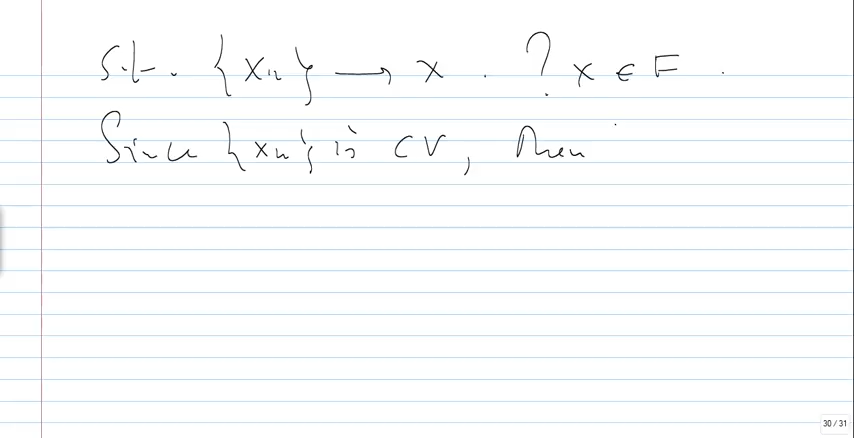 s.t. {xn} → x . ? x ∈ F .
Since {xn} is CV, then
30 / 31